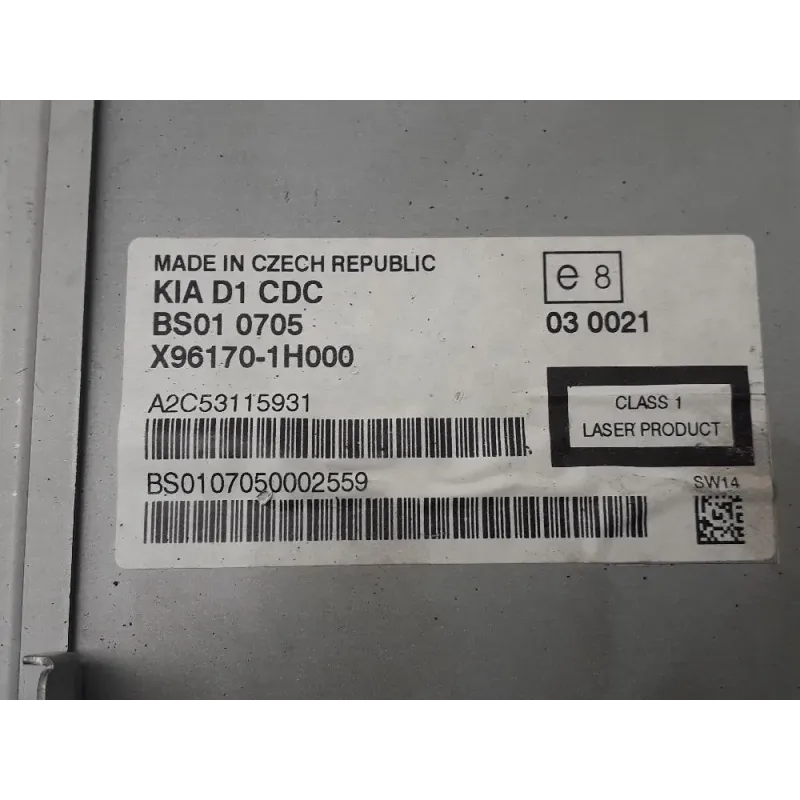 MADE IN CZECH REPUBLIC
KIA D1 CDC
BS01 0705
X96170-1H000
e 8
03 0021
A2C53115931
CLASS 1
LASER PRODUCT
BS0107050002559
SW14